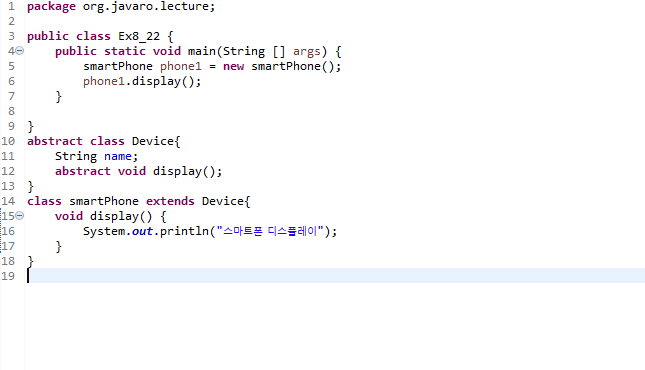 1 package org.javaro.lecture;
2
3 public class Ex8_22 {
4 public static void main(String [] args) {
5 smartPhone phone1 = new smartPhone();
6 phone1.display();
7 }
8
9 }
10 abstract class Device{
11 String name;
12 abstract void display();
13 }
14 class smartPhone extends Device{
15 void display() {
16 System.out.println("스마트폰 디스플레이");
17 }
18 }
19